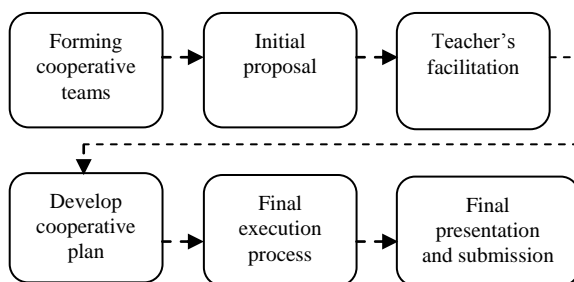 Forming
cooperative
teams
Initial
proposal
Teacher's
facilitation
Develop
cooperative
plan
Final
execution
process
Final
presentation
and submission